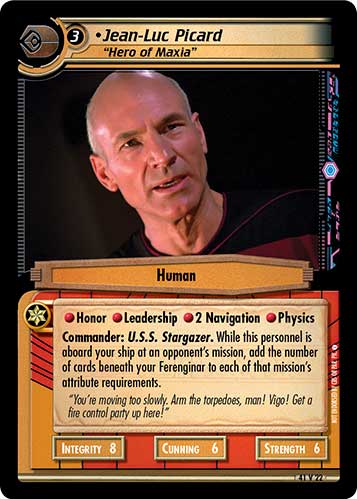 3
•Jean-Luc Picard
"Hero of Maxia"
Human
Honor Leadership 2 Navigation Physics
Commander: U.S.S. Stargazer. While this personnel is
aboard your ship at an opponent's mission, add the number
of cards beneath your Ferenginar to each of that mission's
attribute requirements.
"You're moving too slowly. Arm the torpedoes, man! Vigo! Get a
fire control party up here!"
INTEGRITY 8 CUNNING 6 STRENGTH 6
41 V 22